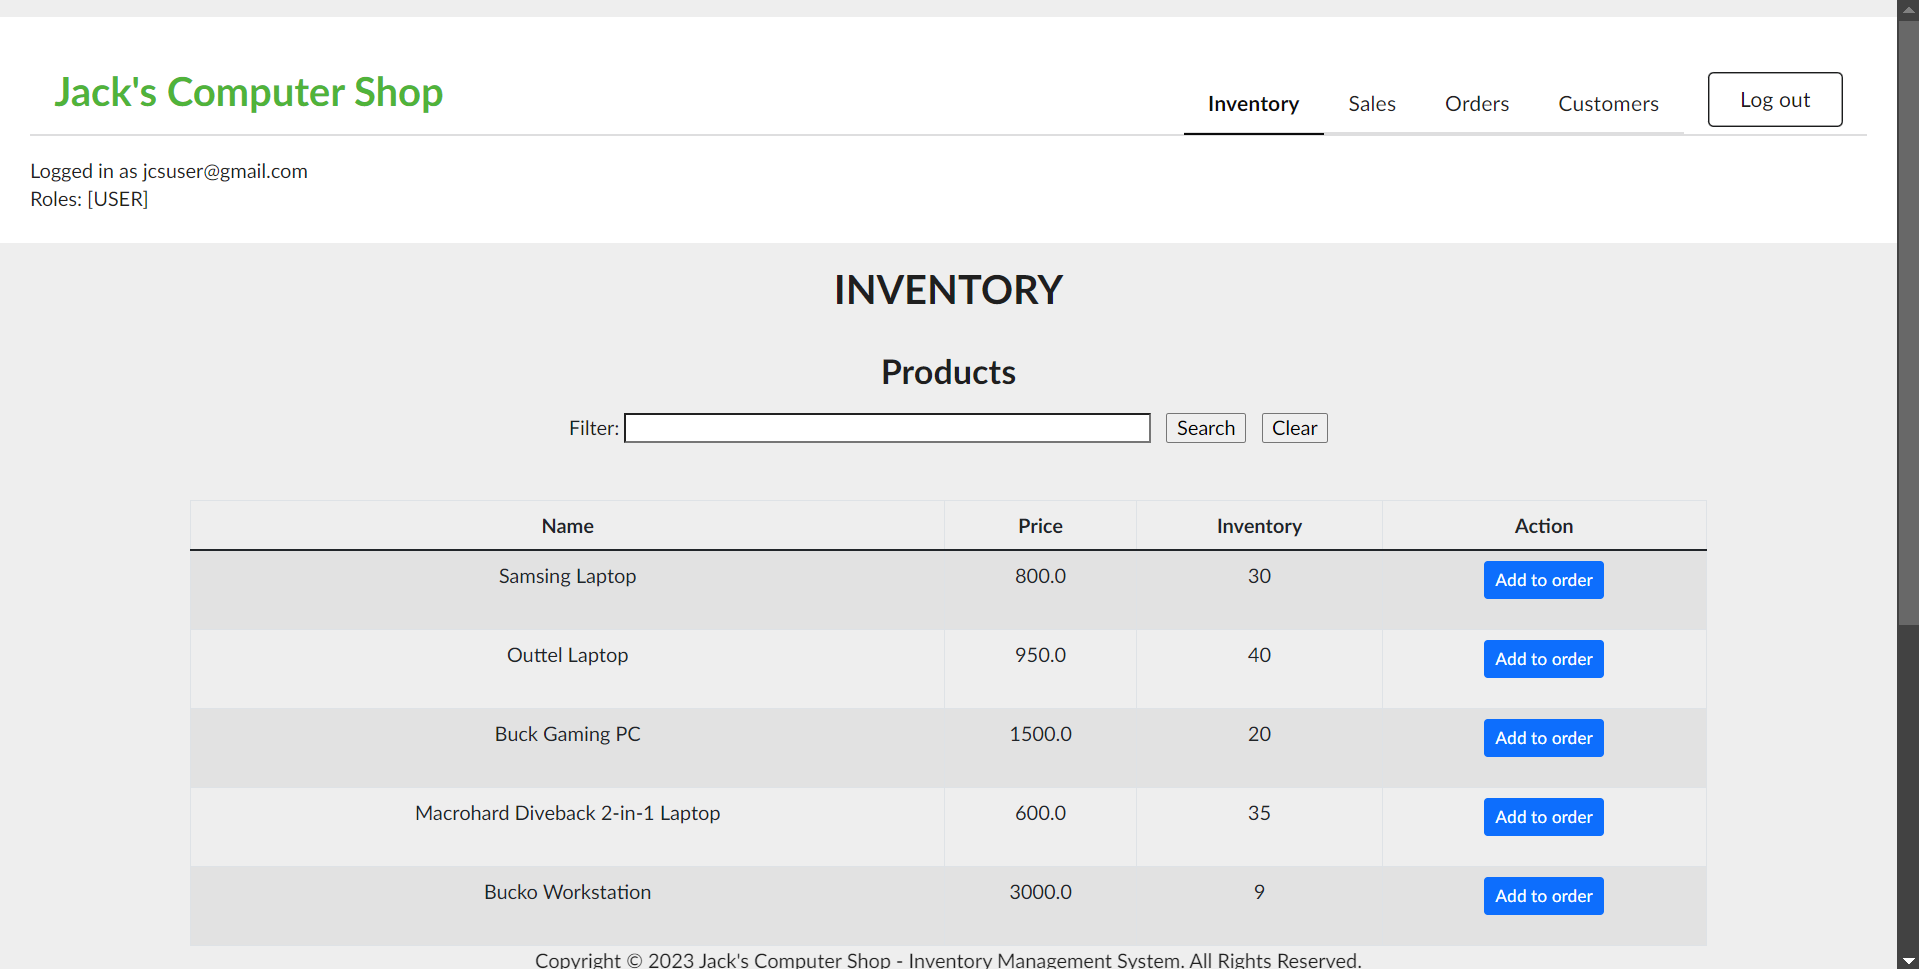 Jack's Computer Shop
Inventory Sales Orders Customers Log out
Logged in as jcsuser@gmail.com
Roles: [USER]
INVENTORY
Products
Filter: Search Clear
Name Price Inventory Action
Samsing Laptop 800.0 30 Add to order
Outtel Laptop 950.0 40 Add to order
Buck Gaming PC 1500.0 20 Add to order
Macrohard Diveback 2-in-1 Laptop 600.0 35 Add to order
Bucko Workstation 3000.0 9 Add to order
Copyright © 2023 Jack's Computer Shop - Inventory Management System. All Rights Reserved.